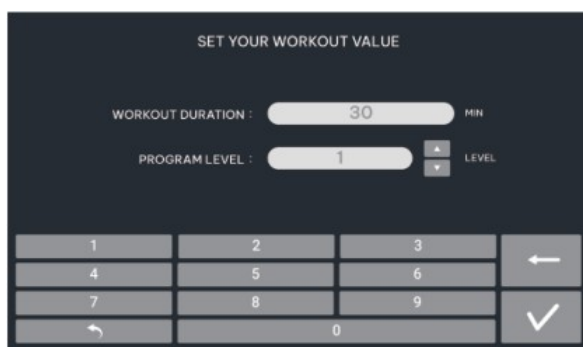 SET YOUR WORKOUT VALUE
WORKOUT DURATION : 30 MIN
PROGRAM LEVEL : 1 LEVEL
1 2 3
4 5 6
7 8 9
0